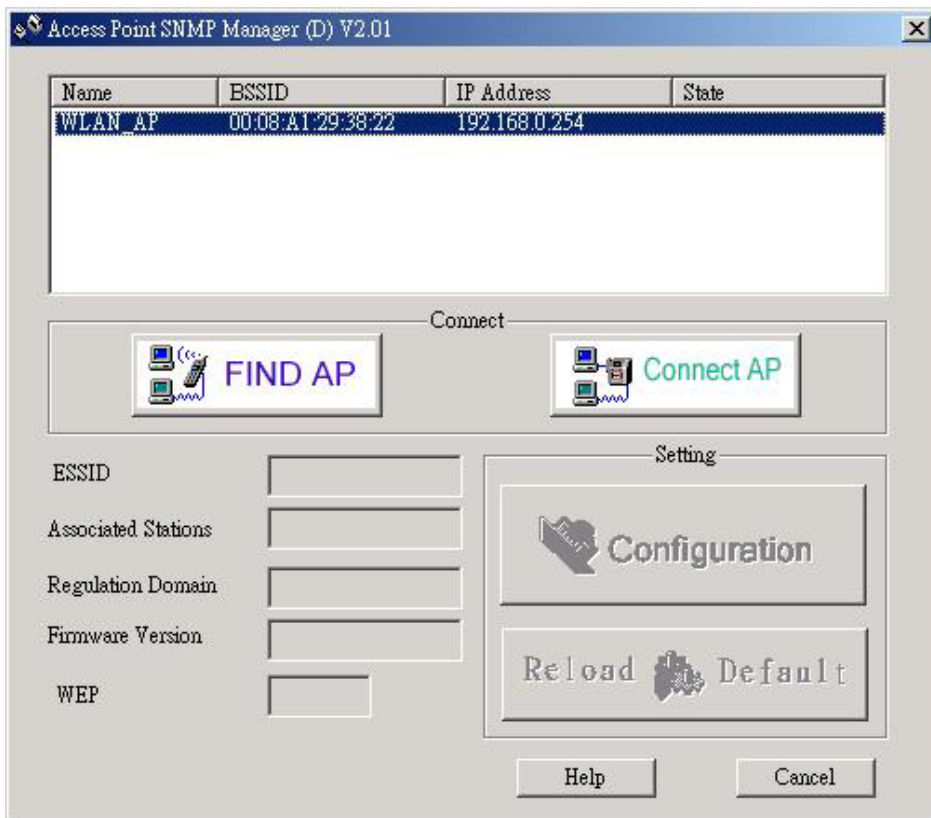 Access Point SNMP Manager (D) V2.01
Name BSSID IP Address State
WLAN_AP 00:08:A1:29:38:22 192.168.0.254
Connect
FIND AP
Connect AP
ESSID
Associated Stations
Regulation Domain
Firmware Version
WEP
Setting
Configuration
Reload Default
Help
Cancel